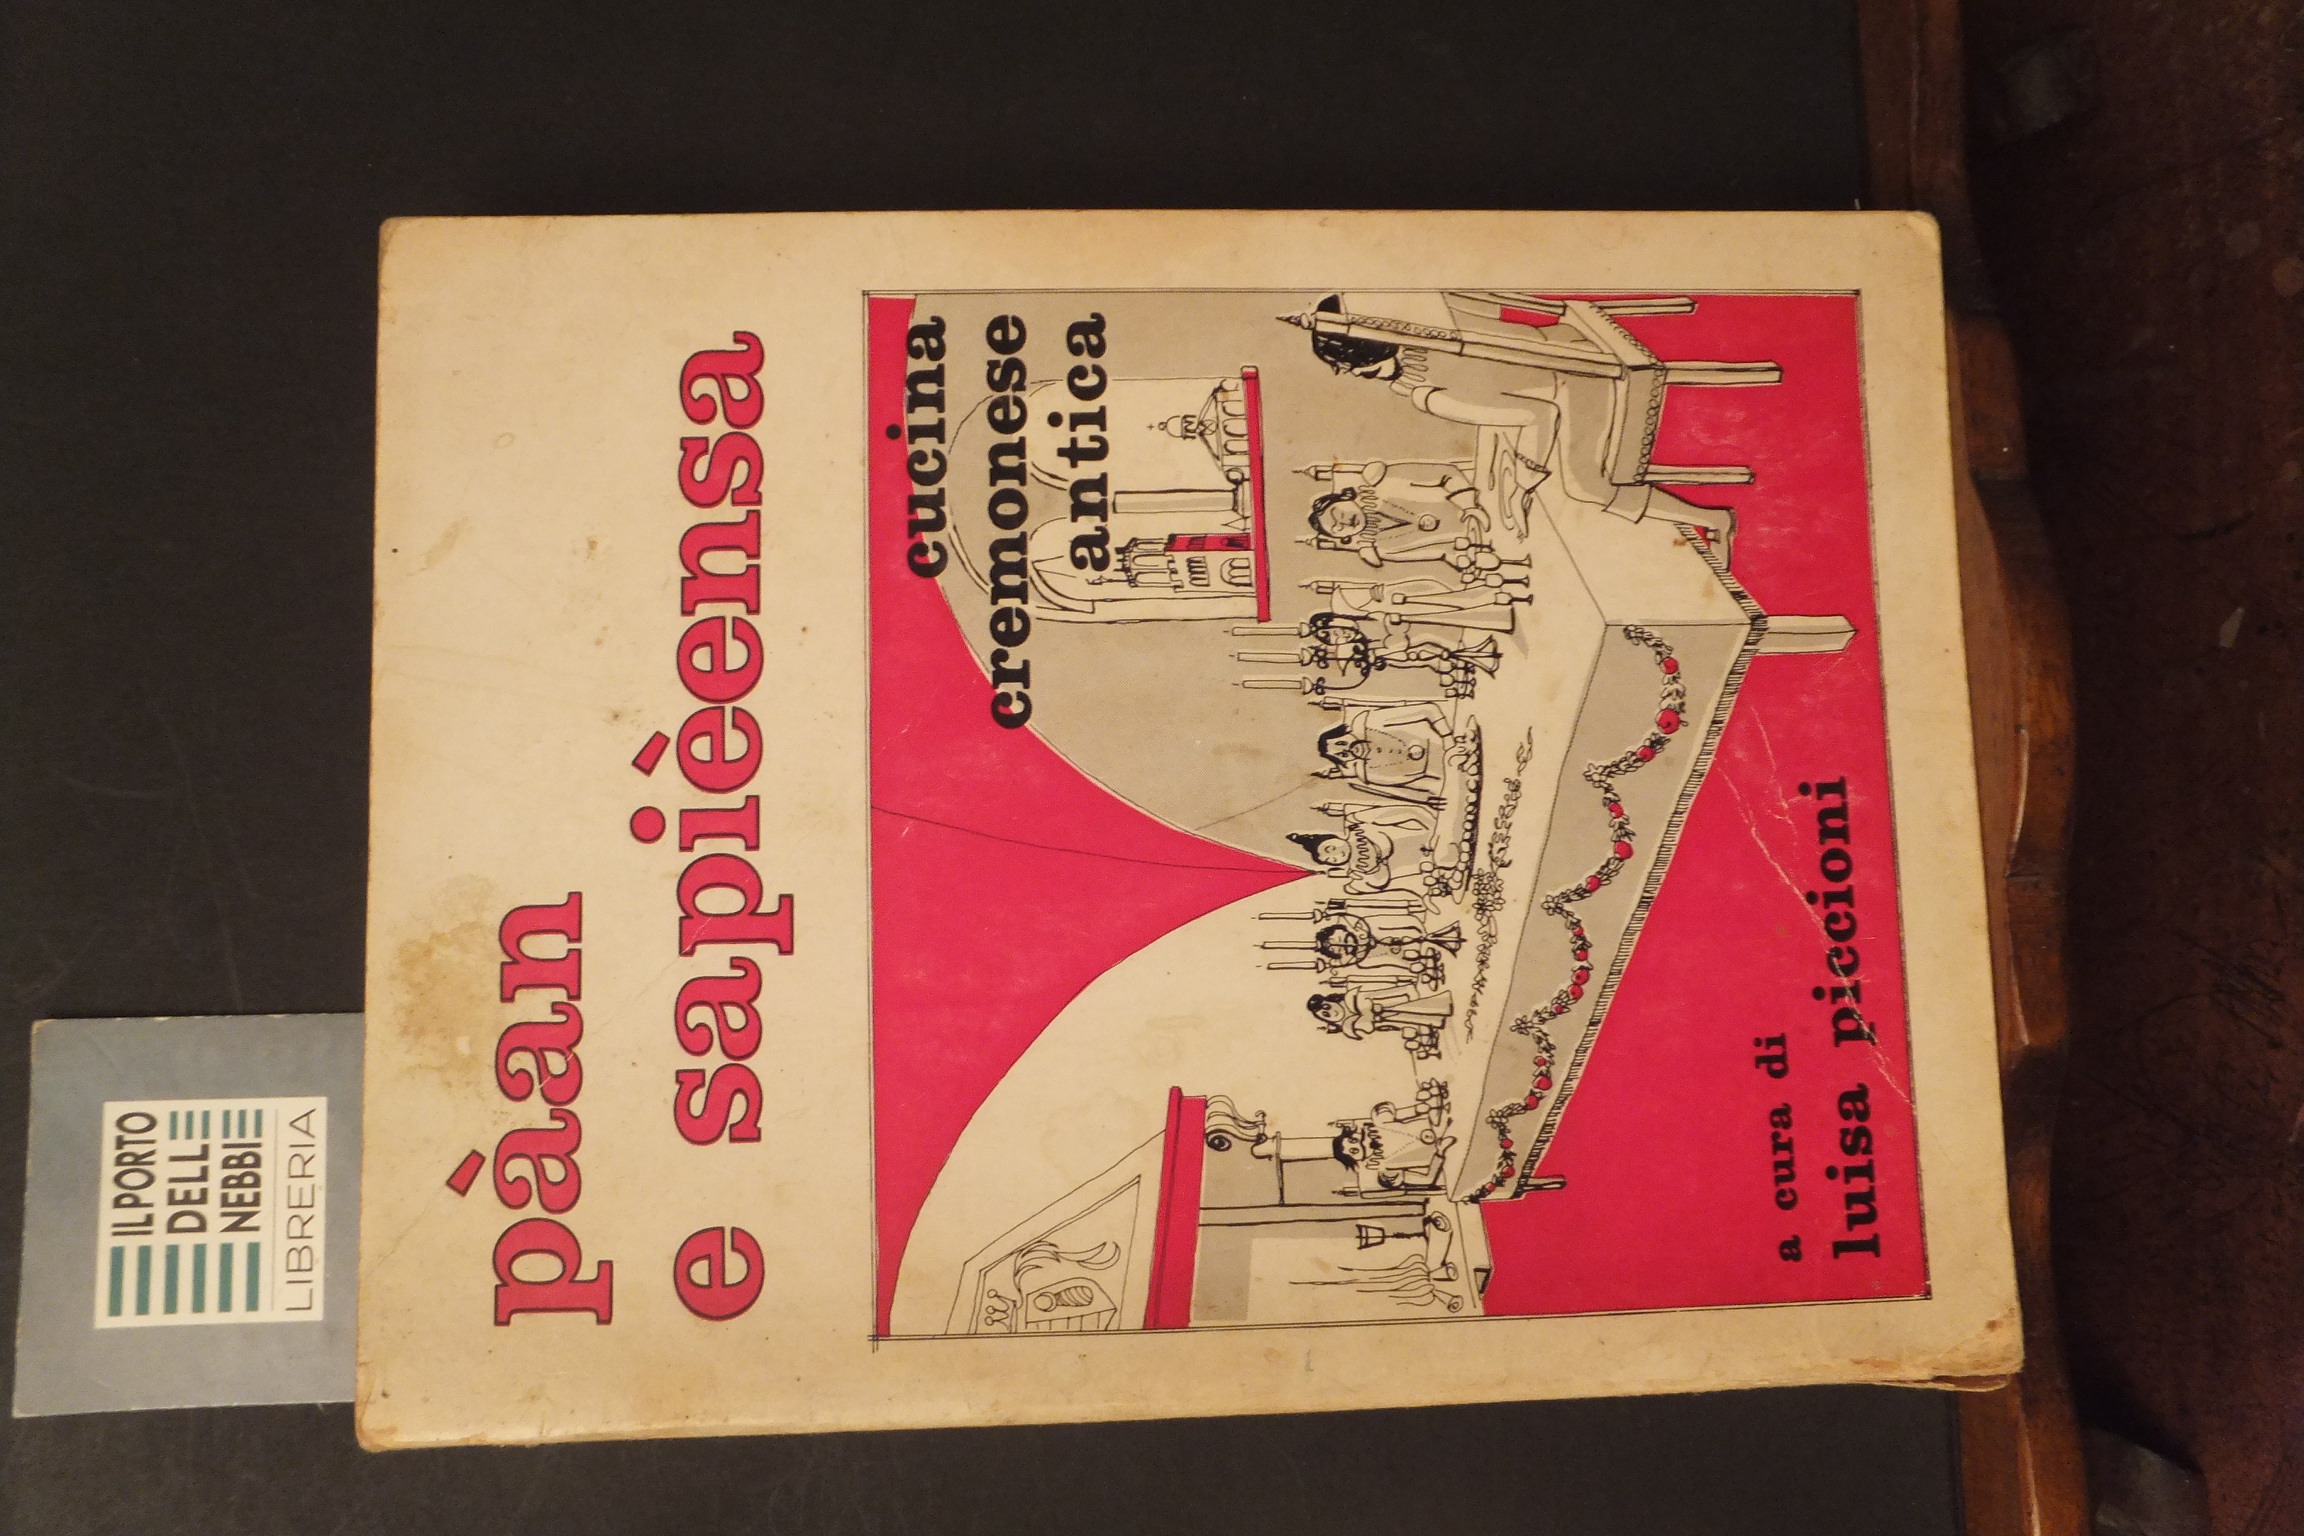 IL PORTO
DELLE
NEBBIE
LIBRERIA
pàan
e sapièensa
cucina
cremonese
antica
a cura di
luisa piccioni